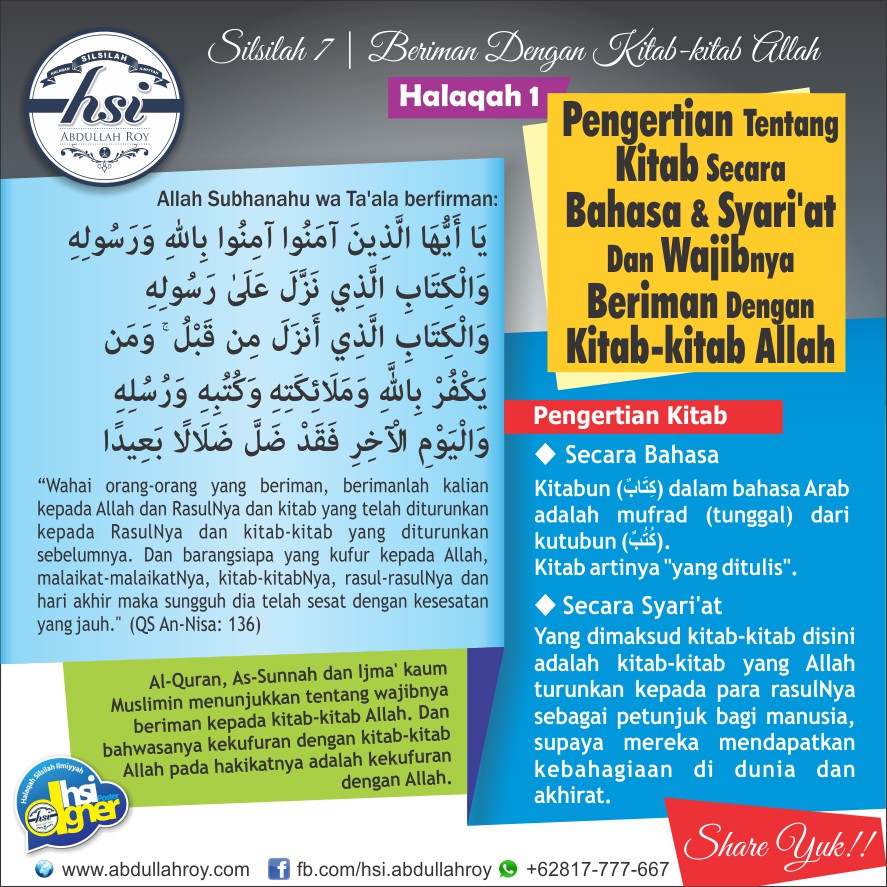 Silsilah 7 | Beriman Dengan Kitab-kitab Allah
HALAQAH SILSILAH ILMIYYAH
hsi
ABDULLAH ROY
Halaqah 1
Pengertian Tentang
Kitab Secara
Bahasa & Syari'at
Dan Wajibnya
Beriman Dengan
Kitab-kitab Allah
Allah Subhanahu wa Ta'ala berfirman:
يَا أَيُّهَا الَّذِينَ آمَنُوا آمِنُوا بِاللهِ وَرَسُولِهِ
وَالْكِتَابِ الَّذِي نَزَّلَ عَلَىٰ رَسُولِهِ
وَالْكِتَابِ الَّذِي أَنزَلَ مِن قَبْلُ ۚ وَمَن
يَكْفُرْ بِاللَّهِ وَمَلَائِكَتِهِ وَكُتُبِهِ وَرُسُلِهِ
وَالْيَوْمِ الْآخِرِ فَقَدْ ضَلَّ ضَلَالًا بَعِيدًا
“Wahai orang-orang yang beriman, berimanlah kalian
kepada Allah dan RasulNya dan kitab yang telah diturunkan
kepada RasulNya dan kitab-kitab yang diturunkan
sebelumnya. Dan barangsiapa yang kufur kepada Allah,
malaikat-malaikatNya, kitab-kitabNya, rasul-rasulNya dan
hari akhir maka sungguh dia telah sesat dengan kesesatan
yang jauh." (QS An-Nisa: 136)
Al-Quran, As-Sunnah dan Ijma' kaum
Muslimin menunjukkan tentang wajibnya
beriman kepada kitab-kitab Allah. Dan
bahwasanya kekufuran dengan kitab-kitab
Allah pada hakikatnya adalah kekufuran
dengan Allah.
Pengertian Kitab
Secara Bahasa
Kitabun (كِتَابٌ) dalam bahasa Arab
adalah mufrad (tunggal) dari
kutubun (كُتُبٌ).
Kitab artinya "yang ditulis".
Secara Syari'at
Yang dimaksud kitab-kitab disini
adalah kitab-kitab yang Allah
turunkan kepada para rasulNya
sebagai petunjuk bagi manusia,
supaya mereka mendapatkan
kebahagiaan di dunia dan
akhirat.
Halaqah Silsilah Ilmiyyah
hsi
Poster
dsigner
hsi
Share Yuk!!
www.abdullahroy.com
fb.com/hsi.abdullahroy
+62817-777-667